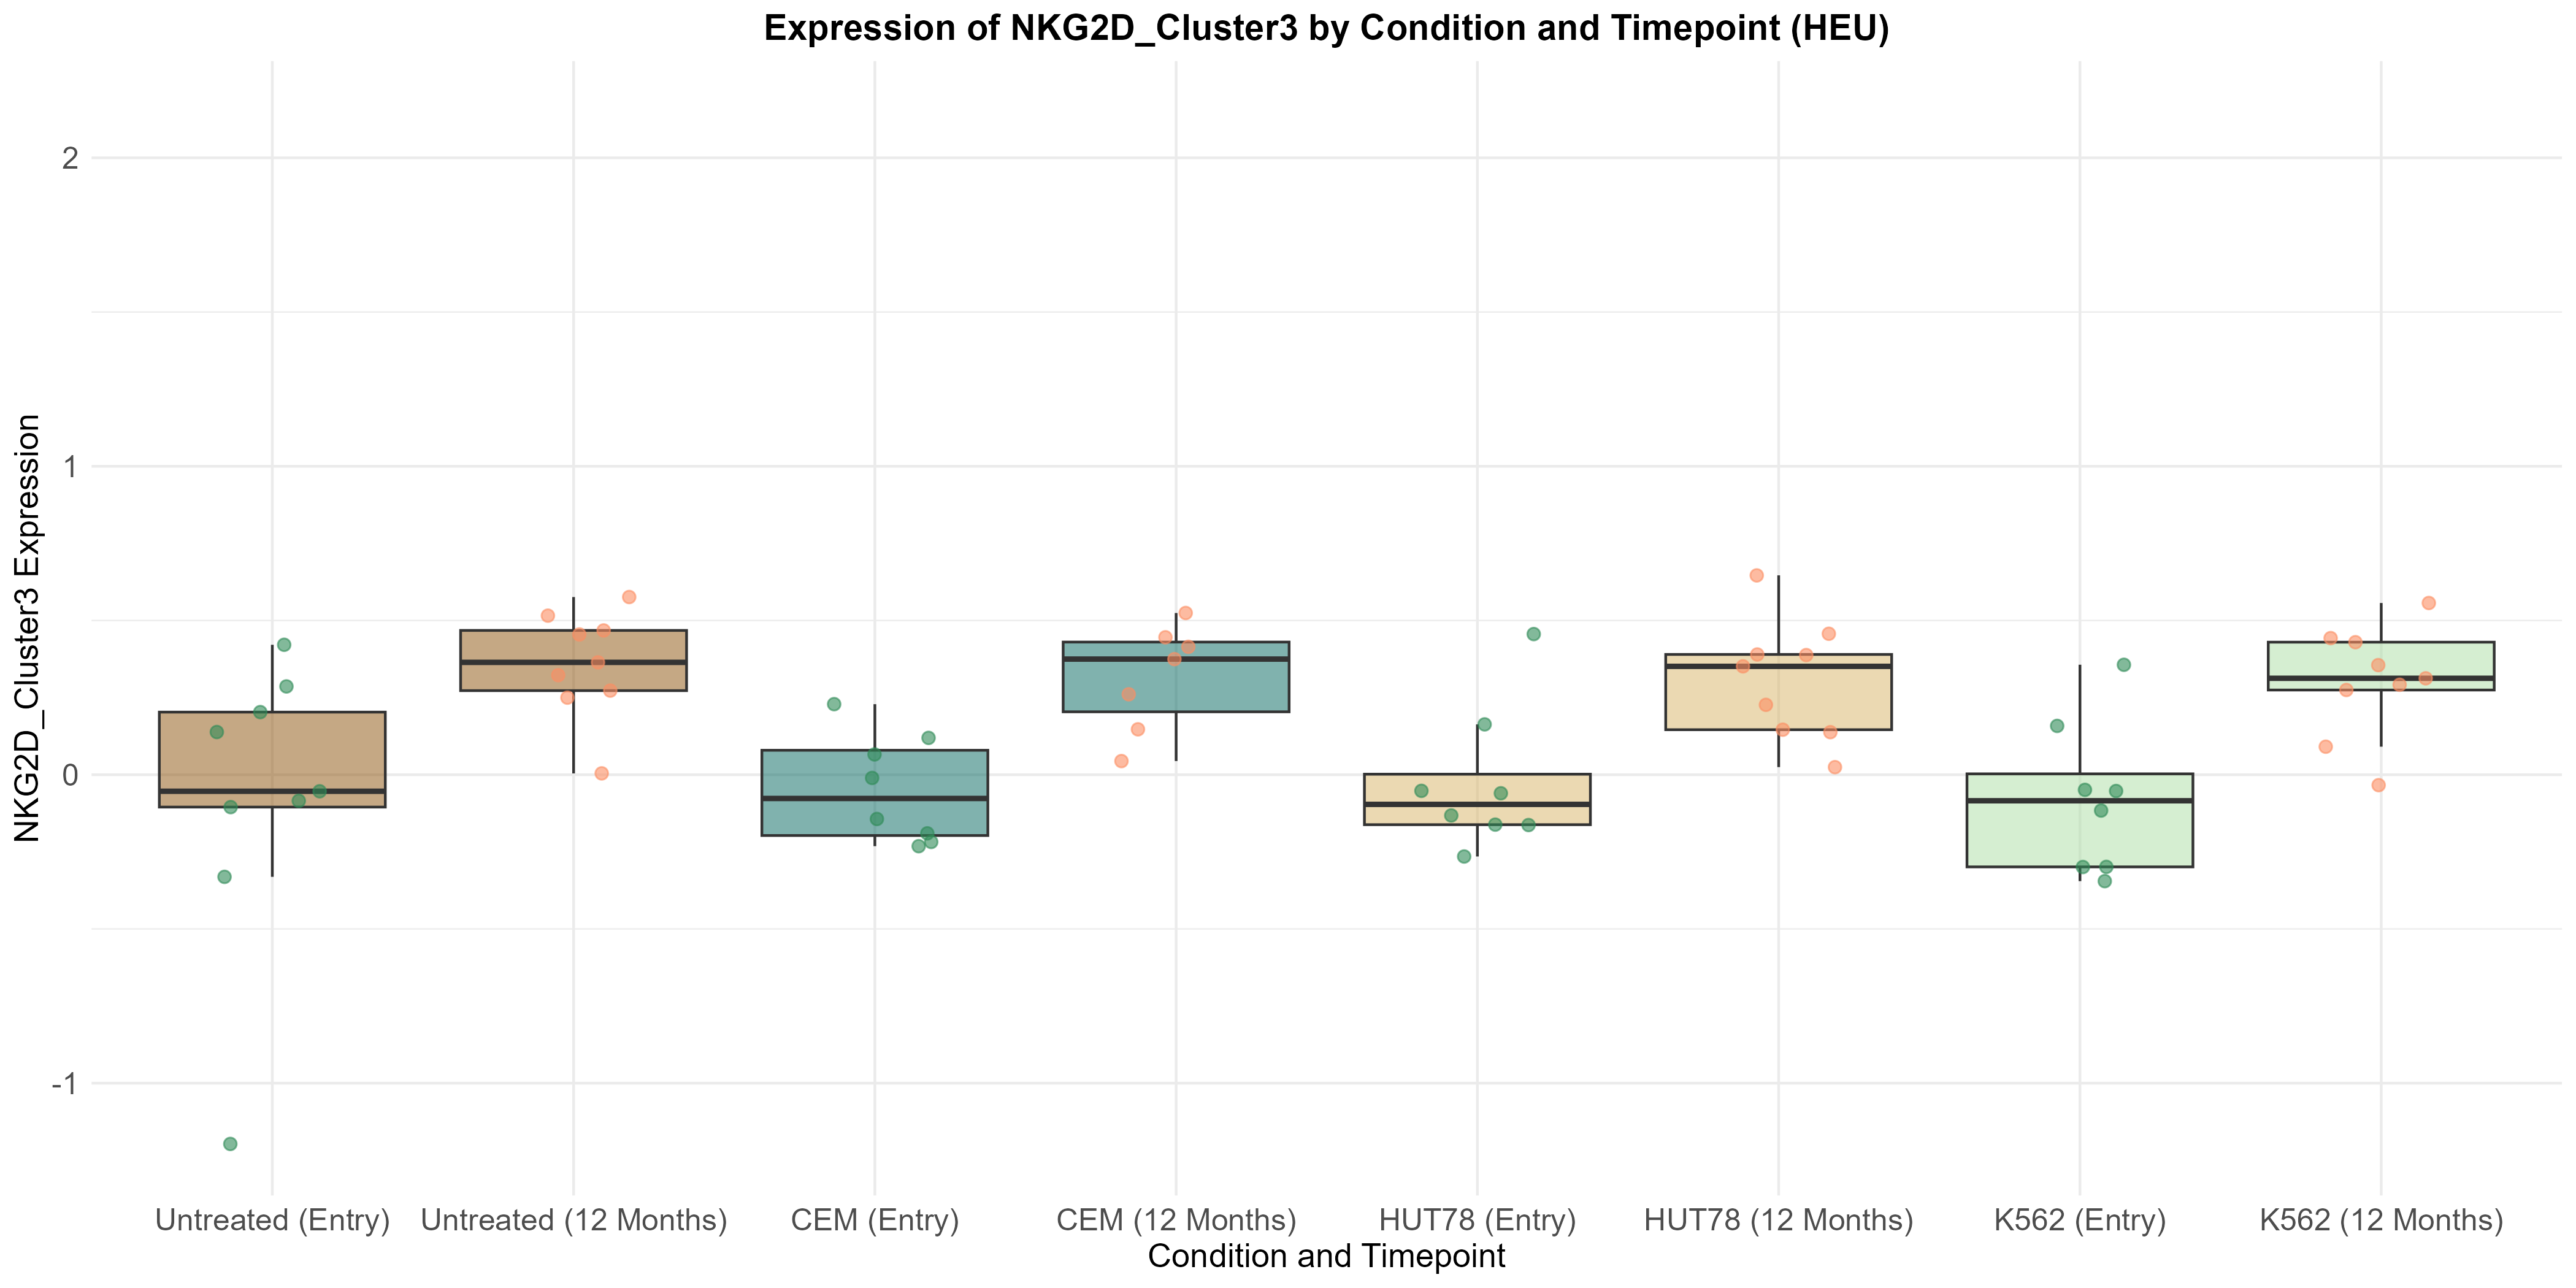 Expression of NKG2D_Cluster3 by Condition and Timepoint (HEU)
NKG2D_Cluster3 Expression
2
1
0
-1
Untreated (Entry)
Untreated (12 Months)
CEM (Entry)
CEM (12 Months)
HUT78 (Entry)
HUT78 (12 Months)
K562 (Entry)
K562 (12 Months)
Condition and Timepoint